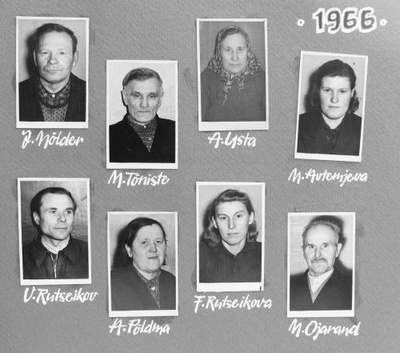 · 1966 ·
J. Nõlder
M. Tõniste
A. Usta
N. Avtemjeva
V. Rutseikov
A. Põldma
F. Rutseikova
N. Ojarand